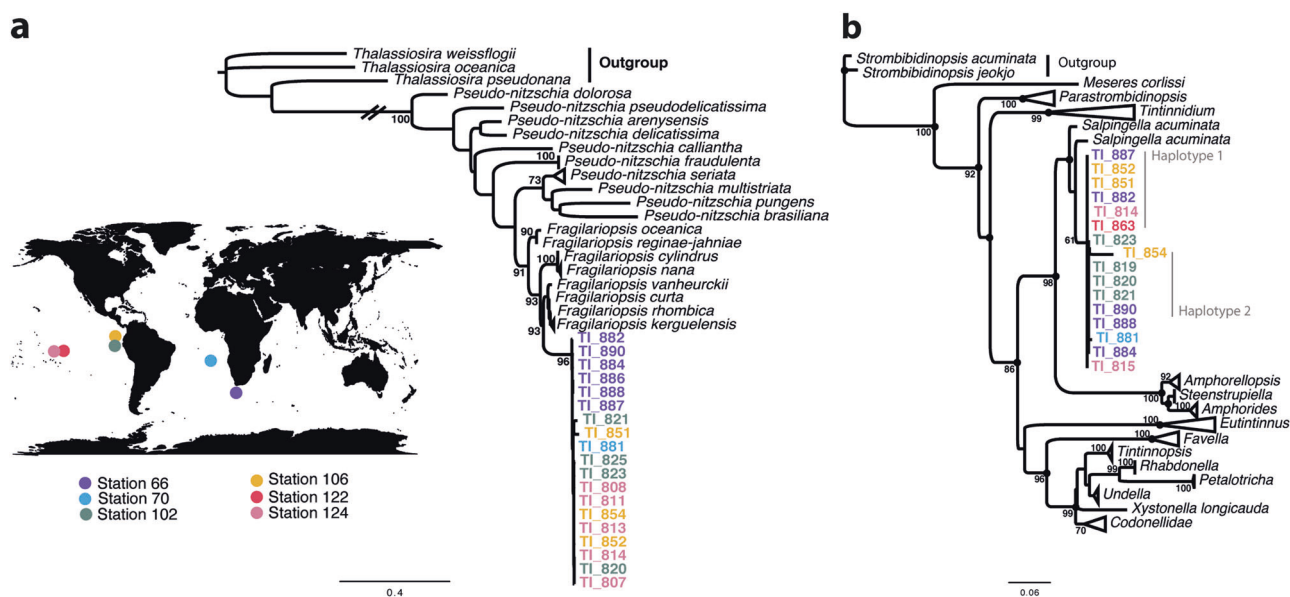 a
Thalassiosira weissflogii
Thalassiosira oceanica
Outgroup
Thalassiosira pseudonana
Pseudo-nitzschia dolorosa
100
Pseudo-nitzschia pseudodelicatissima
Pseudo-nitzschia arenysensis
Pseudo-nitzschia delicatissima
Pseudo-nitzschia calliantha
100
Pseudo-nitzschia fraudulenta
73
Pseudo-nitzschia seriata
Pseudo-nitzschia multistriata
Pseudo-nitzschia pungens
Pseudo-nitzschia brasiliana
90
Fragilariopsis oceanica
Fragilariopsis reginae-jahniae
91
100
Fragilariopsis cylindrus
Fragilariopsis nana
93
Fragilariopsis vanheurckii
Fragilariopsis curta
Fragilariopsis rhombica
93
Fragilariopsis kerguelensis
96
TI_882
TI_890
TI_884
TI_886
TI_888
TI_887
TI_821
TI_851
TI_881
TI_825
TI_823
TI_808
TI_811
TI_854
TI_813
TI_852
TI_814
TI_820
TI_807
0.4
Station 66
Station 70
Station 102
Station 106
Station 122
Station 124
b
Strombibidinopsis acuminata
Strombibidinopsis jeokjo
Outgroup
Meseres corlissi
100
100
Parastrombidinopsis
99
Tintinnidium
92
Salpingella acuminata
Salpingella acuminata
TI_887
Haplotype 1
TI_852
TI_851
TI_882
TI_814
TI_863
61
TI_823
TI_854
TI_819
TI_820
TI_821
TI_890
Haplotype 2
TI_888
TI_881
TI_884
TI_815
98
86
92
Amphorellopsis
100
Steenstrupiella
100
Amphorides
100
Eutintinnus
100
Favella
96
100
Tintinnopsis
100
Rhabdonella
99
100
Petalotricha
Undella
99
Xystonella longicauda
70
Codonellidae
0.06